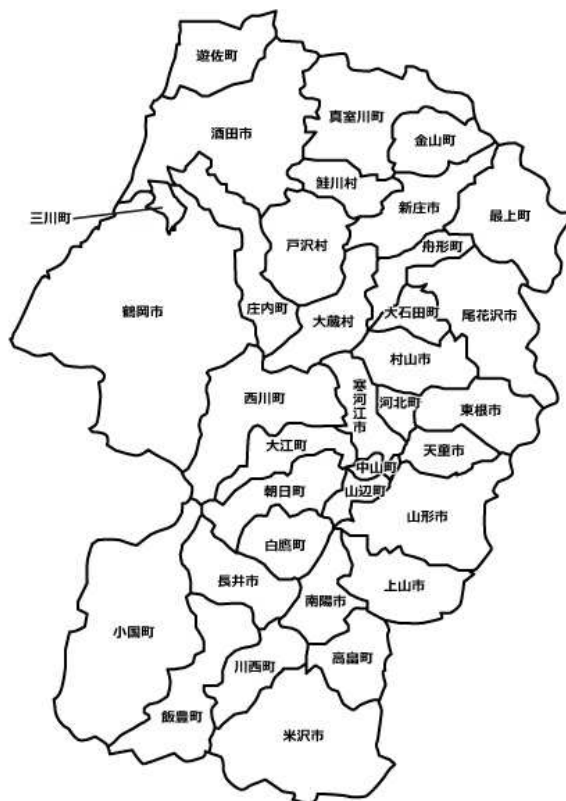 遊佐町
真室川町
酒田市
金山町
鮭川村
新庄市
最上町
三川町
戸沢村
舟形町
鶴岡市
庄内町
大蔵村
大石田町
尾花沢市
村山市
西川町
寒河江市
河北町
東根市
大江町
天童市
中山町
朝日町
山辺町
山形市
白鷹町
長井市
上山市
南陽市
小国町
高畠町
川西町
飯豊町
米沢市